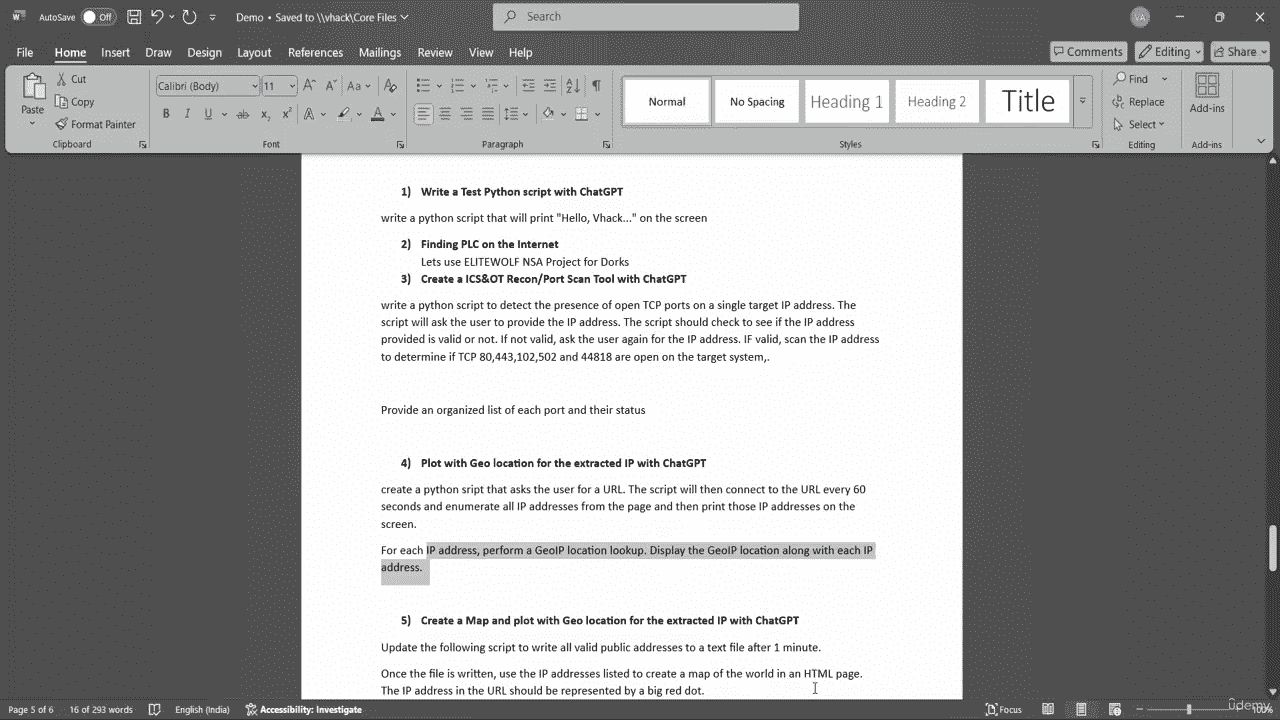 AutoSave Off Demo • Saved to \\vhack\Core Files Search VA
File Home Insert Draw Design Layout References Mailings Review View Help Comments Editing Share
Paste Cut Copy Format Painter Clipboard
Calibri (Body) 11 Font
Paragraph
Normal No Spacing Heading 1 Heading 2 Title Styles
Find Replace Select Editing
Add-ins Add-ins
1) Write a Test Python script with ChatGPT
write a python script that will print "Hello, Vhack..." on the screen
2) Finding PLC on the Internet
Lets use ELITEWOLF NSA Project for Dorks
3) Create a ICS&OT Recon/Port Scan Tool with ChatGPT
write a python script to detect the presence of open TCP ports on a single target IP address. The
script will ask the user to provide the IP address. The script should check to see if the IP address
provided is valid or not. If not valid, ask the user again for the IP address. IF valid, scan the IP address
to determine if TCP 80,443,102,502 and 44818 are open on the target system,.
Provide an organized list of each port and their status
4) Plot with Geo location for the extracted IP with ChatGPT
create a python sript that asks the user for a URL. The script will then connect to the URL every 60
seconds and enumerate all IP addresses from the page and then print those IP addresses on the
screen.
For each IP address, perform a GeoIP location lookup. Display the GeoIP location along with each IP
address.
5) Create a Map and plot with Geo location for the extracted IP with ChatGPT
Update the following script to write all valid public addresses to a text file after 1 minute.
Once the file is written, use the IP addresses listed to create a map of the world in an HTML page.
The IP address in the URL should be represented by a big red dot.
Page 5 of 6 16 of 293 words English (India) Accessibility: Investigate Focus